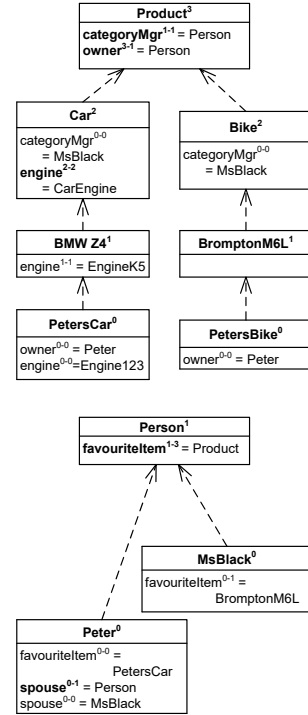 Product³
categoryMgr¹⁻¹ = Person
owner³⁻¹ = Person
Car²
categoryMgr⁰⁻⁰
= MsBlack
engine²⁻²
= CarEngine
Bike²
categoryMgr⁰⁻⁰
= MsBlack
BMW Z4¹
engine¹⁻¹ = EngineK5
BromptonM6L¹
PetersCar⁰
owner⁰⁻⁰ = Peter
engine⁰⁻⁰=Engine123
PetersBike⁰
owner⁰⁻⁰ = Peter
Person¹
favouriteItem¹⁻³ = Product
MsBlack⁰
favouriteItem⁰⁻¹ =
BromptonM6L
Peter⁰
favouriteItem⁰⁻⁰ =
PetersCar
spouse⁰⁻¹ = Person
spouse⁰⁻⁰ = MsBlack